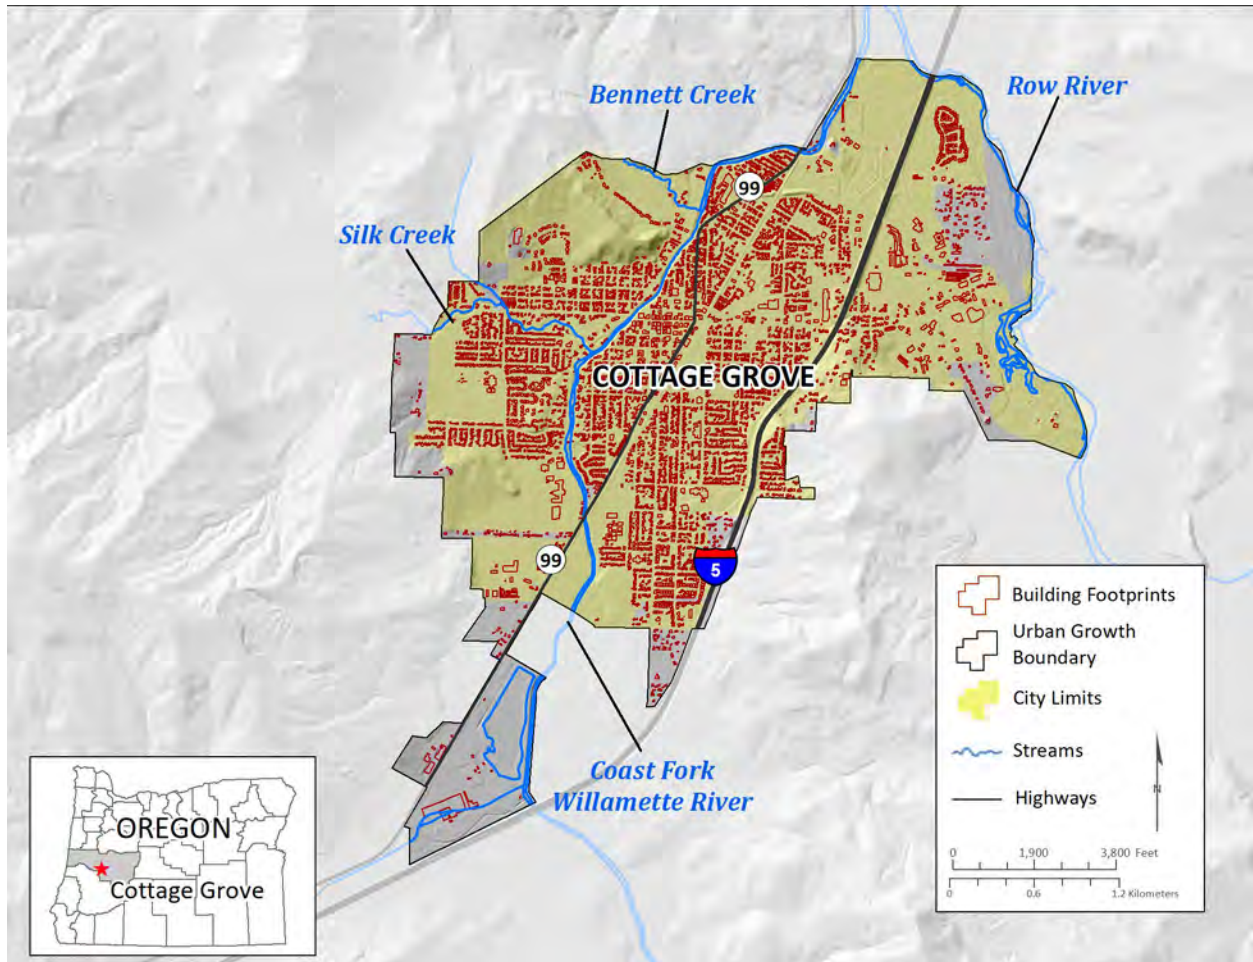 Bennett Creek
Row River
99
Silk Creek
COTTAGE GROVE
99
5
Coast Fork
Willamette River
Building Footprints
Urban Growth
Boundary
City Limits
Streams
Highways
N
0 1,900 3,800 Feet
0 0.6 1.2 Kilometers
OREGON
Cottage Grove